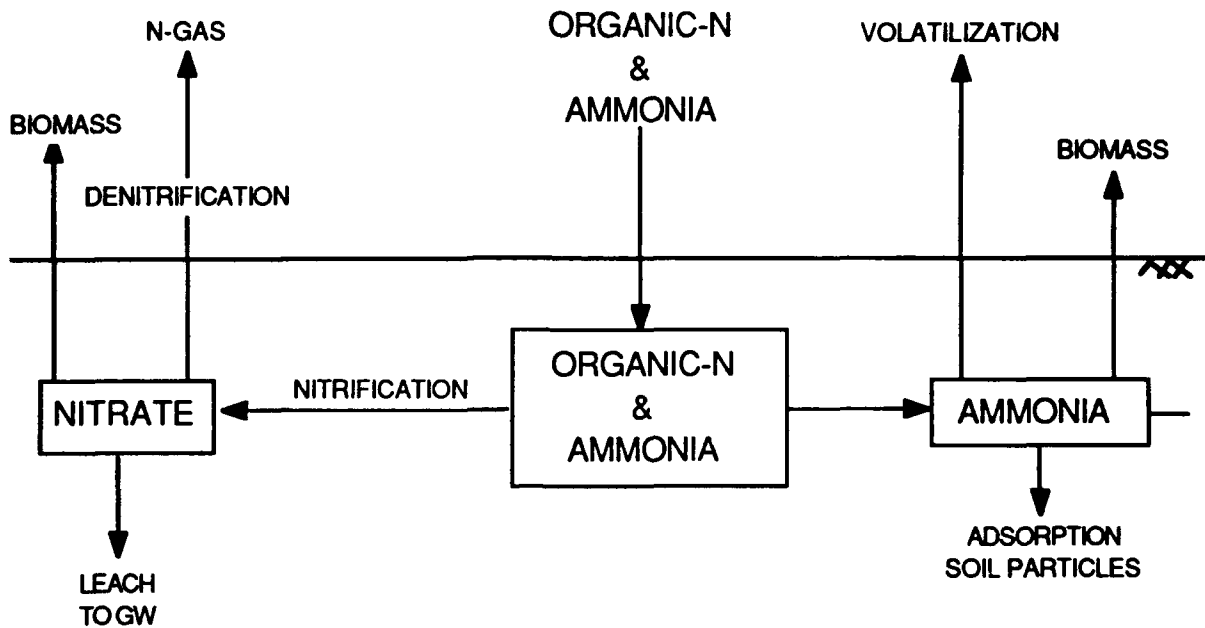 N-GAS
ORGANIC-N
&
AMMONIA
VOLATILIZATION
BIOMASS
BIOMASS
DENITRIFICATION
NITRATE
NITRIFICATION
ORGANIC-N
&
AMMONIA
AMMONIA
LEACH
TO GW
ADSORPTION
SOIL PARTICLES